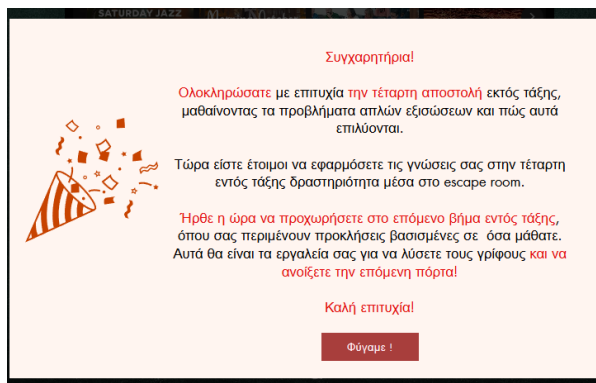 SATURDAY JAZZ
Συγχαρητήρια!
Ολοκληρώσατε με επιτυχία την τέταρτη αποστολή εκτός τάξης,
μαθαίνοντας τα προβλήματα απλών εξισώσεων και πώς αυτά
επιλύονται.
Τώρα είστε έτοιμοι να εφαρμόσετε τις γνώσεις σας στην τέταρτη
εντός τάξης δραστηριότητα μέσα στο escape room.
Ήρθε η ώρα να προχωρήσετε στο επόμενο βήμα εντός τάξης,
όπου σας περιμένουν προκλήσεις βασισμένες σε όσα μάθατε.
Αυτά θα είναι τα εργαλεία σας για να λύσετε τους γρίφους και να
ανοίξετε την επόμενη πόρτα!
Καλή επιτυχία!
Φύγαμε !